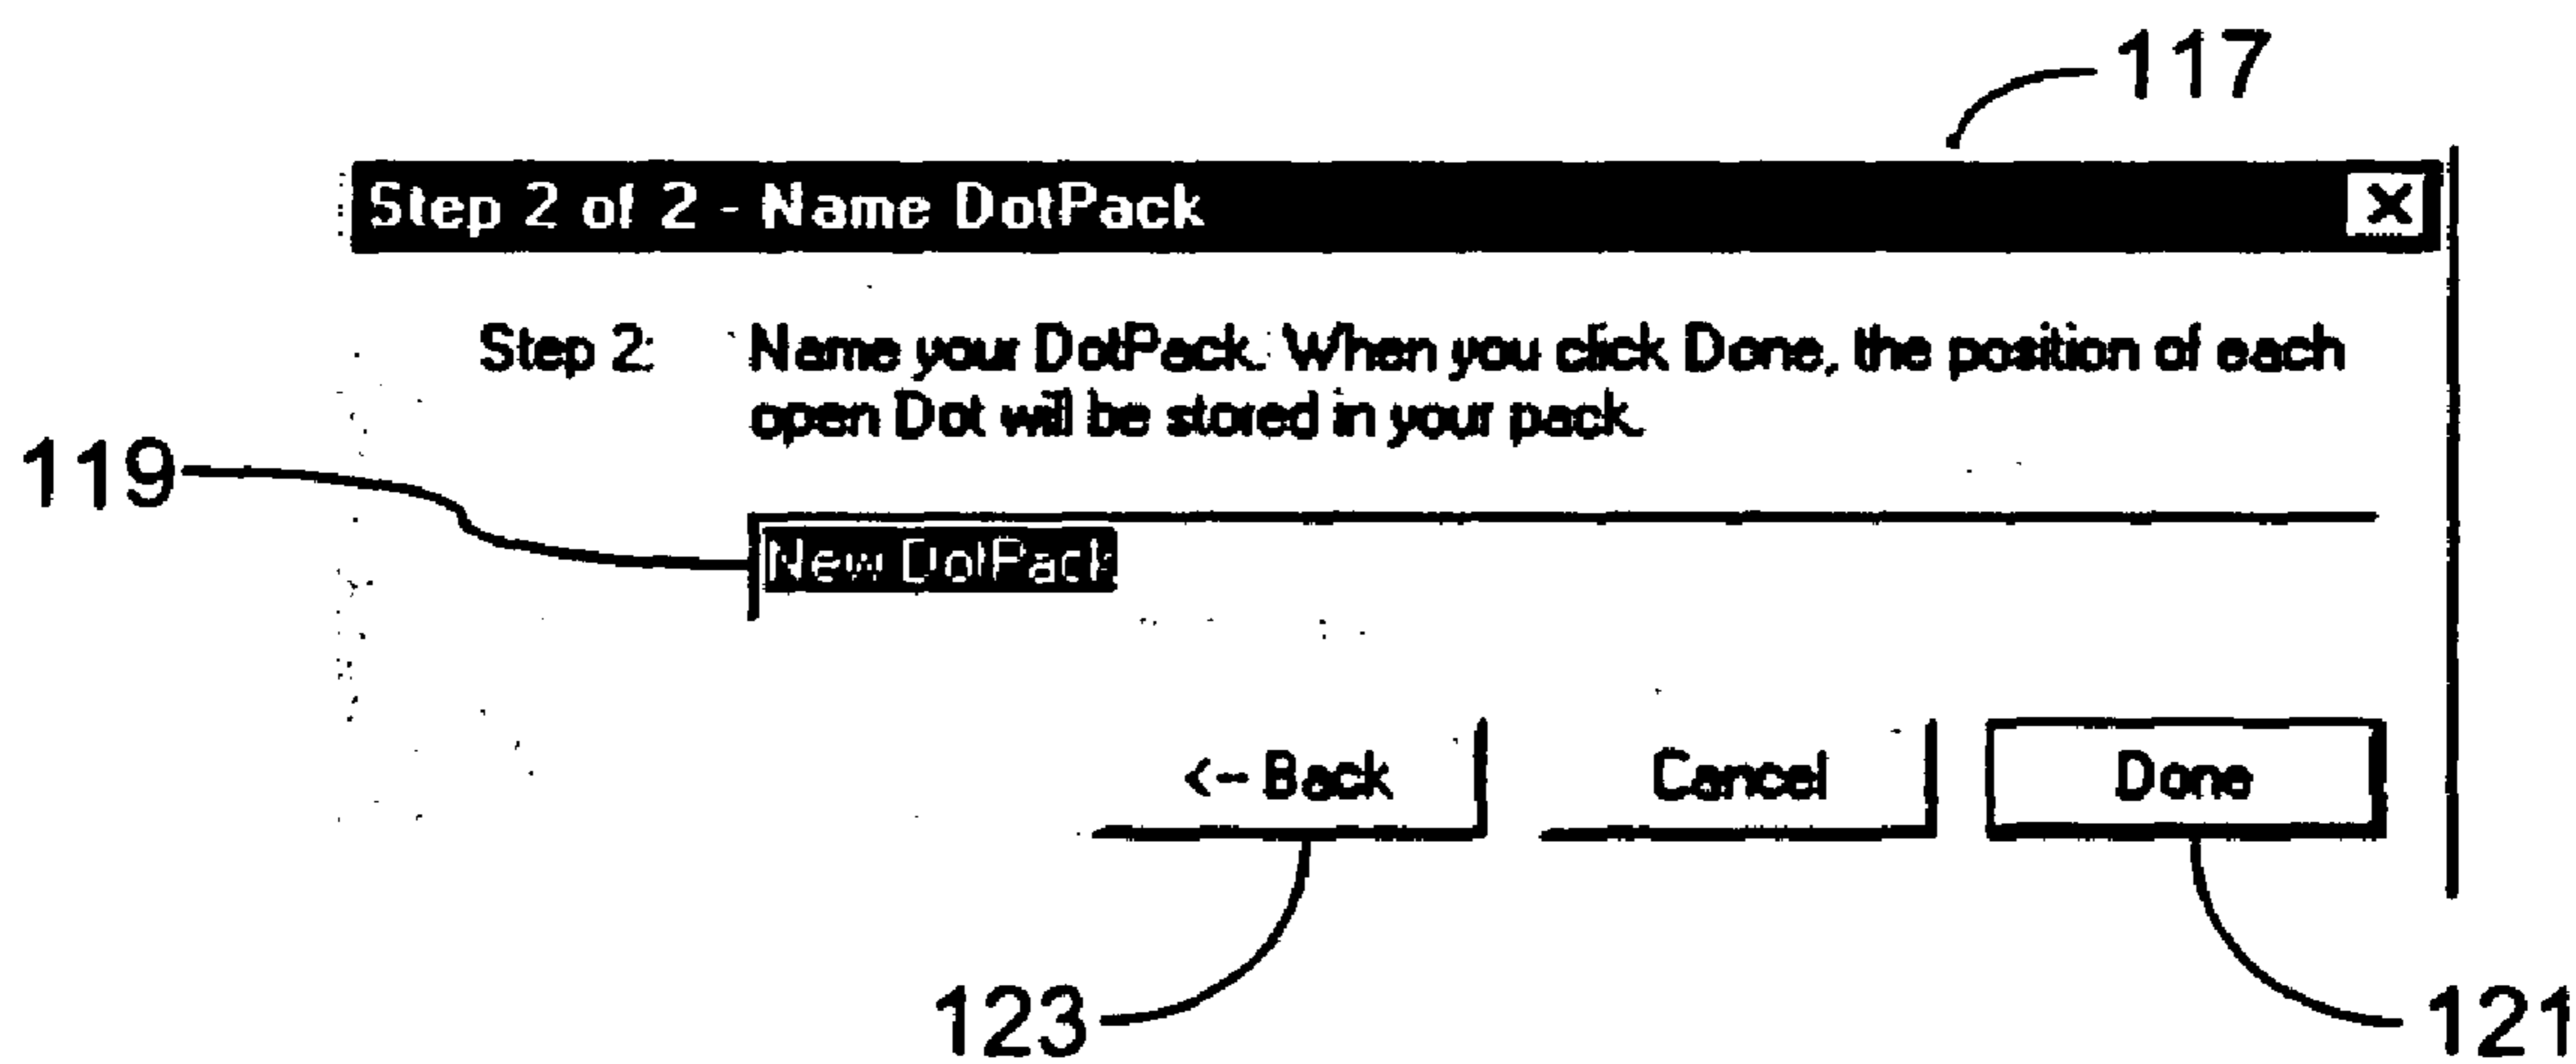 117
Step 2 of 2 - Name DotPack
Step 2: Name your DotPack. When you click Done, the position of each
open Dot will be stored in your pack.
119
New DotPack
<-- Back Cancel Done
123
121